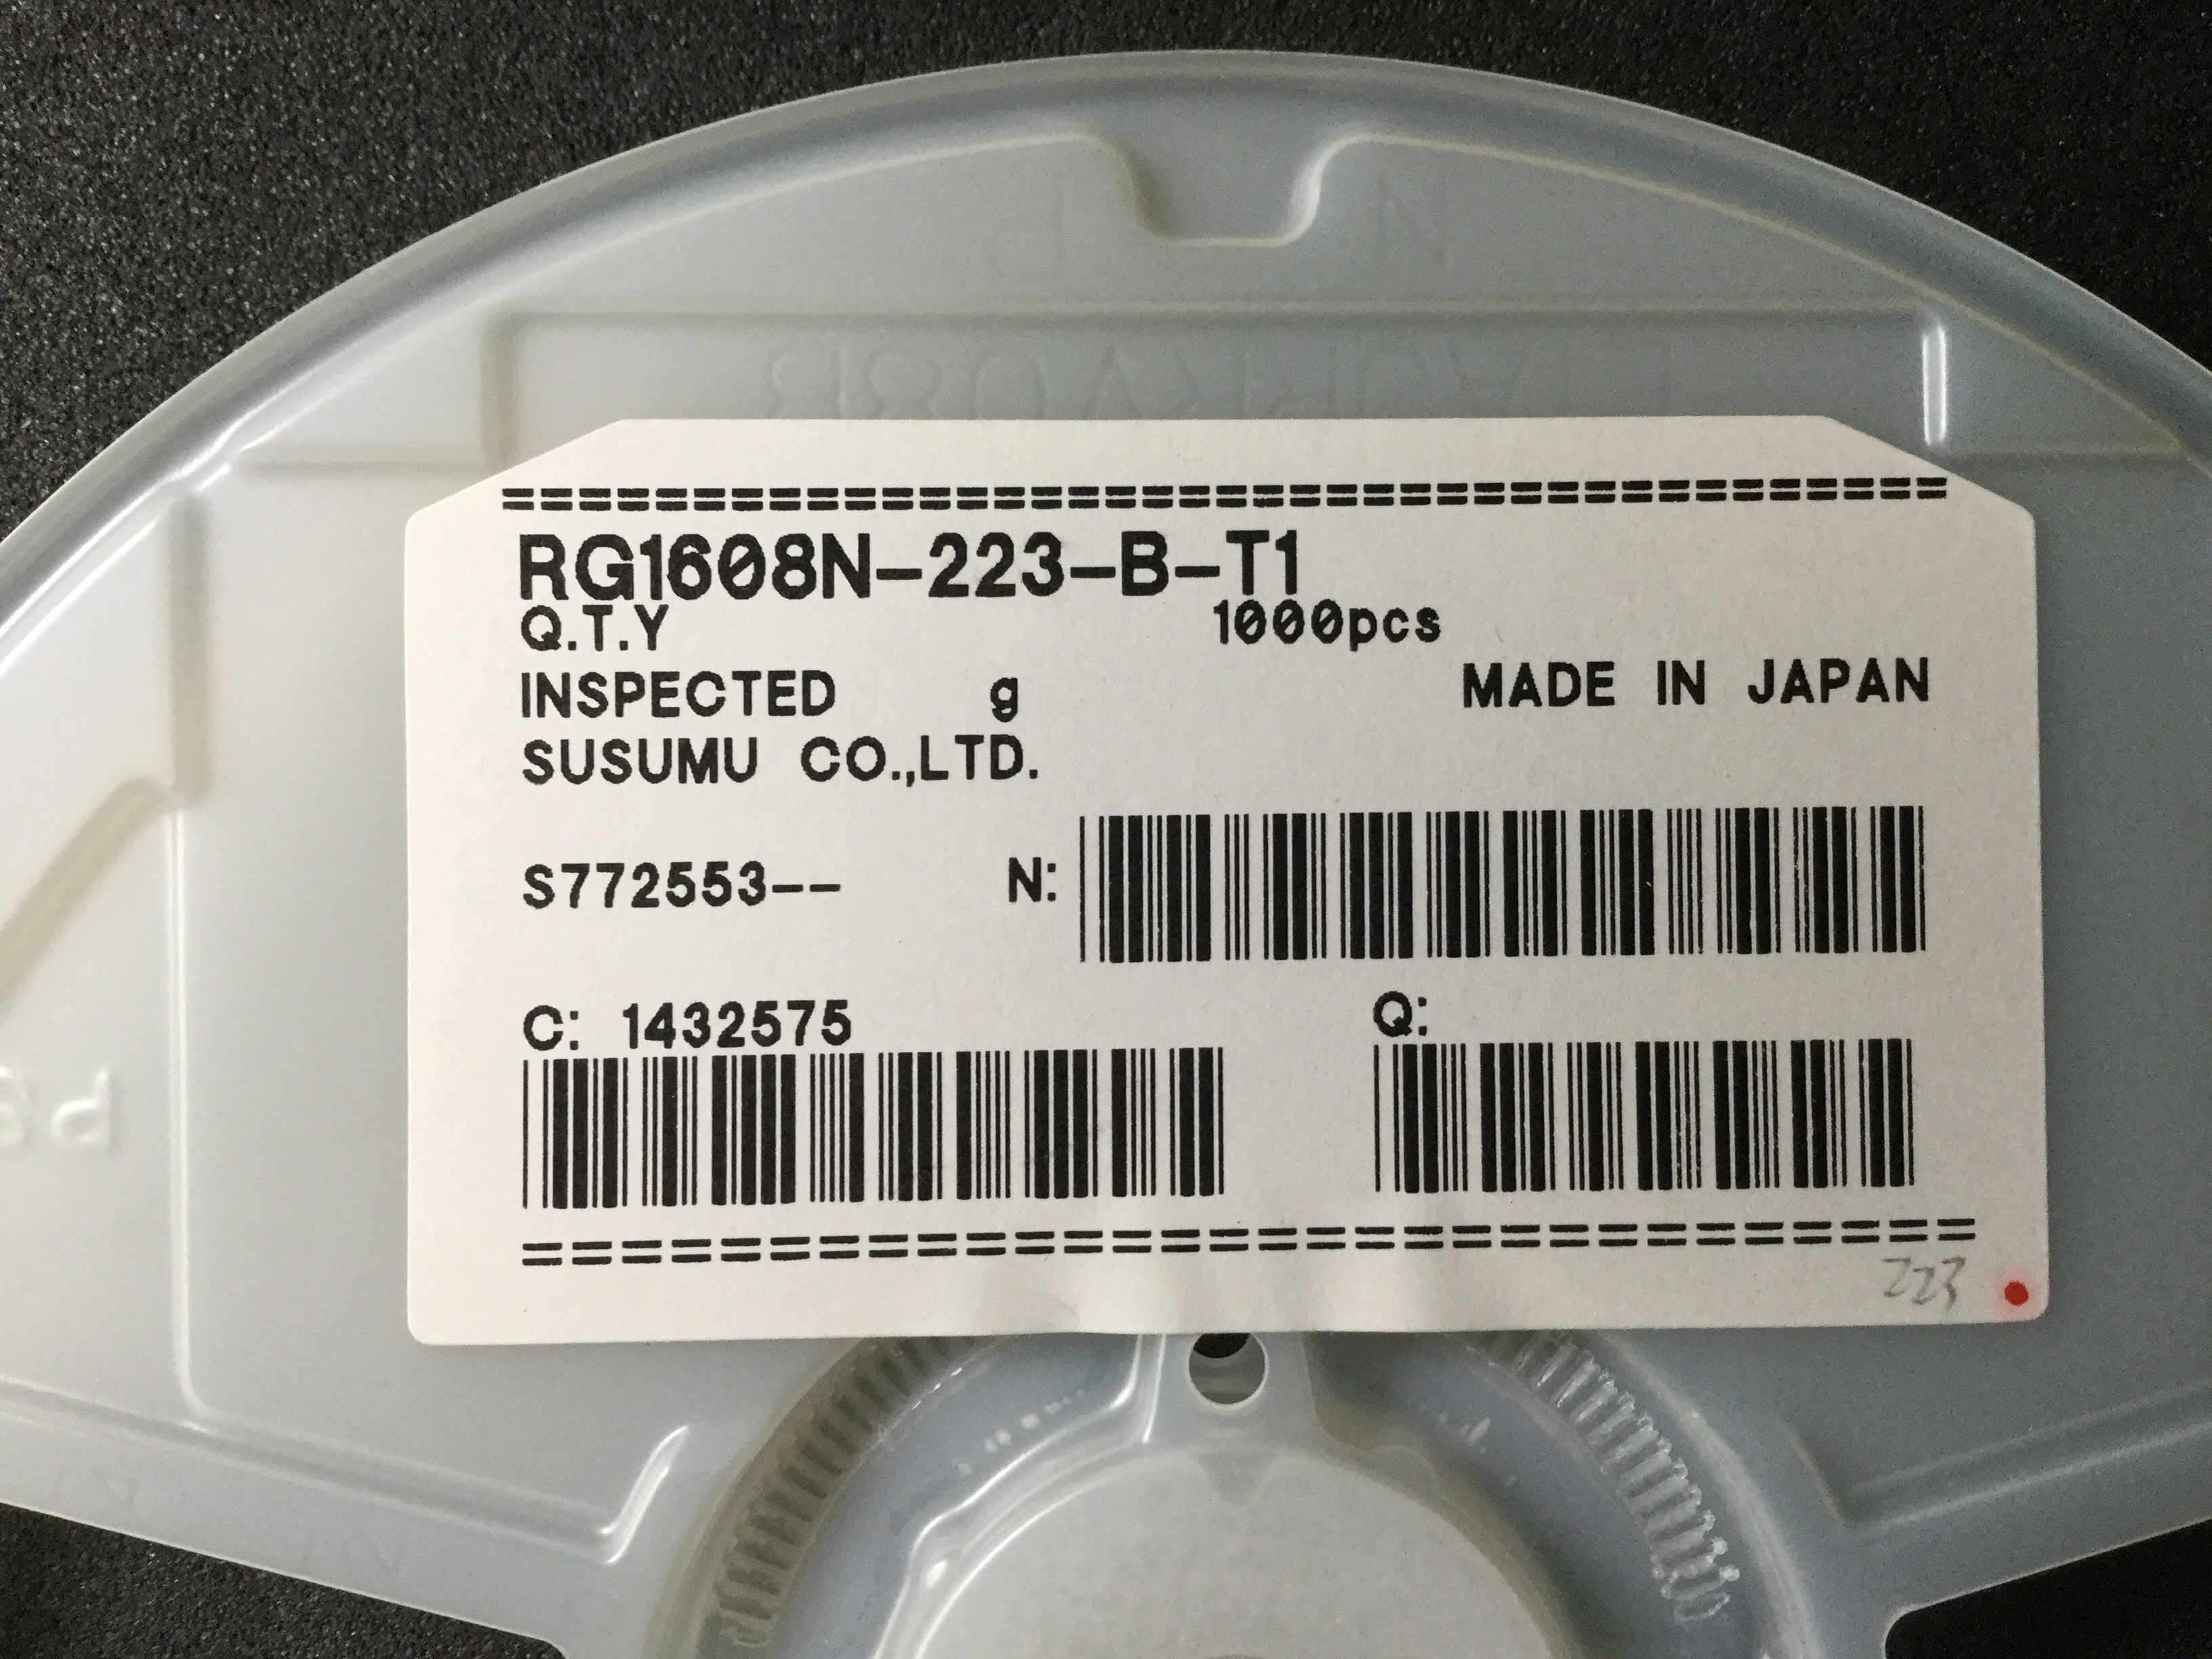 ==================================
RG1608N-223-B-T1
Q.T.Y 1000pcs
INSPECTED g MADE IN JAPAN
SUSUMU CO.,LTD.
S772553-- N:
C: 1432575 Q:
==============================
223